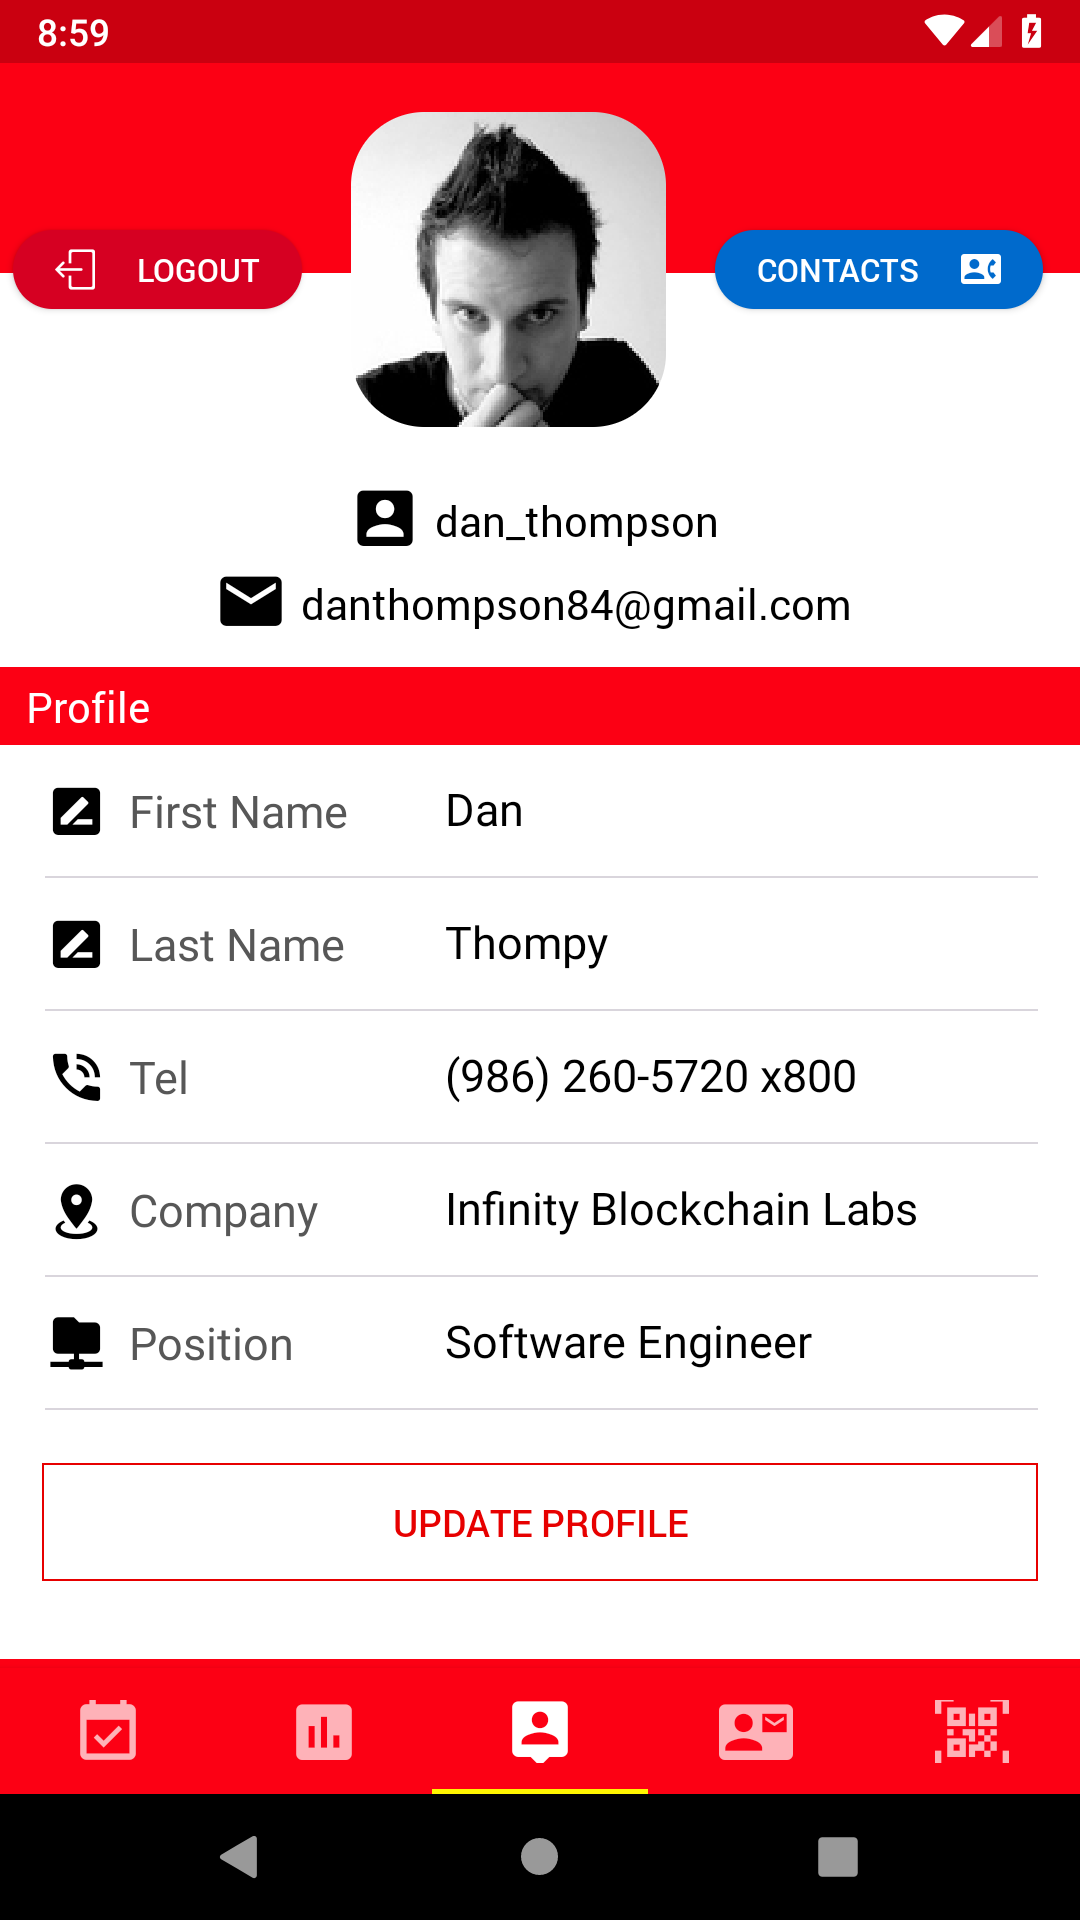 8:59
LOGOUT
CONTACTS
dan_thompson
danthompson84@gmail.com
Profile
First Name Dan
Last Name Thompy
Tel (986) 260-5720 x800
Company Infinity Blockchain Labs
Position Software Engineer
UPDATE PROFILE